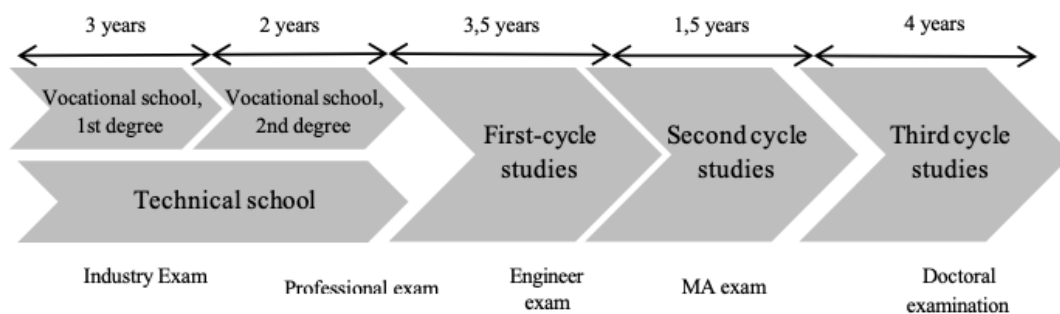 3 years
2 years
3,5 years
1,5 years
4 years
Vocational school,
1st degree
Vocational school,
2nd degree
First-cycle
studies
Second cycle
studies
Third cycle
studies
Technical school
Industry Exam
Professional exam
Engineer
exam
MA exam
Doctoral
examination